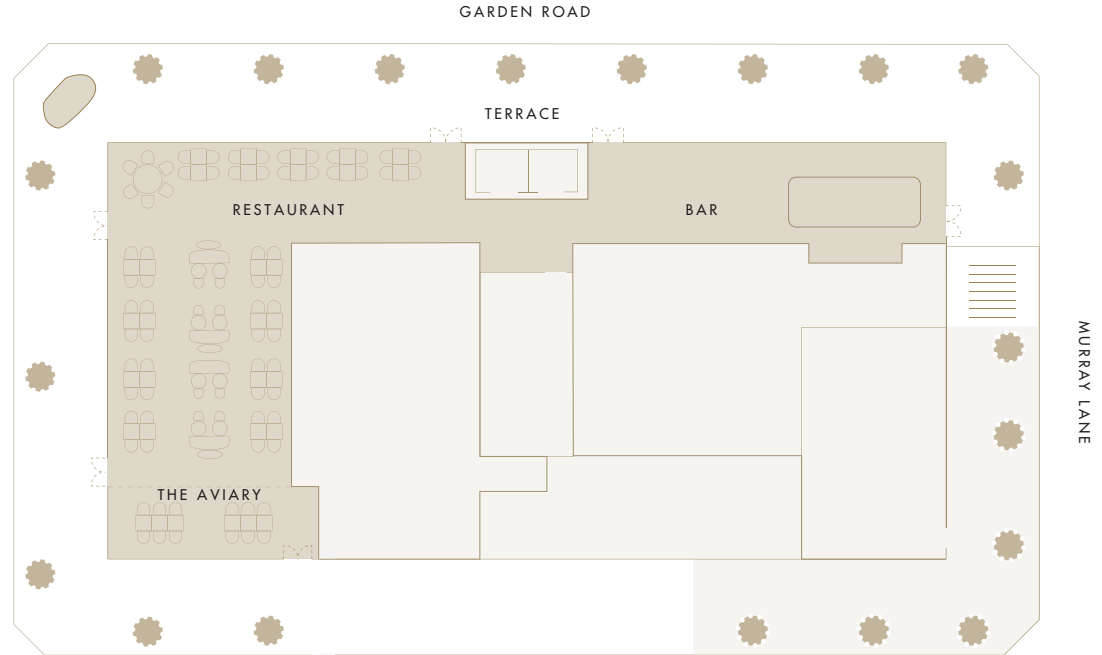 GARDEN ROAD
TERRACE
RESTAURANT
BAR
MURRAY LANE
THE AVIARY